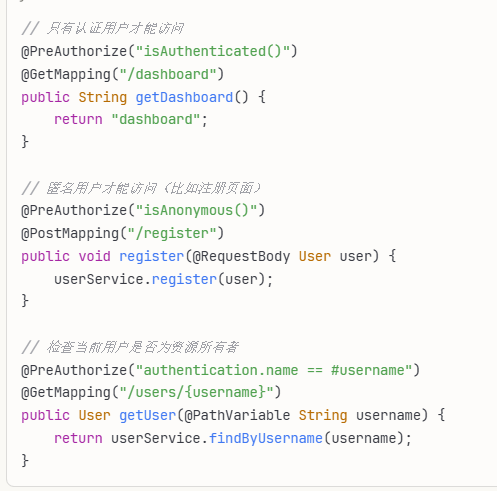 // 只有认证用户才能访问
@PreAuthorize("isAuthenticated()")
@GetMapping("/dashboard")
public String getDashboard() {
    return "dashboard";
}

// 匿名用户才能访问（比如注册页面）
@PreAuthorize("isAnonymous()")
@PostMapping("/register")
public void register(@RequestBody User user) {
    userService.register(user);
}

// 检查当前用户是否为资源所有者
@PreAuthorize("authentication.name == #username")
@GetMapping("/users/{username}")
public User getUser(@PathVariable String username) {
    return userService.findByUsername(username);
}